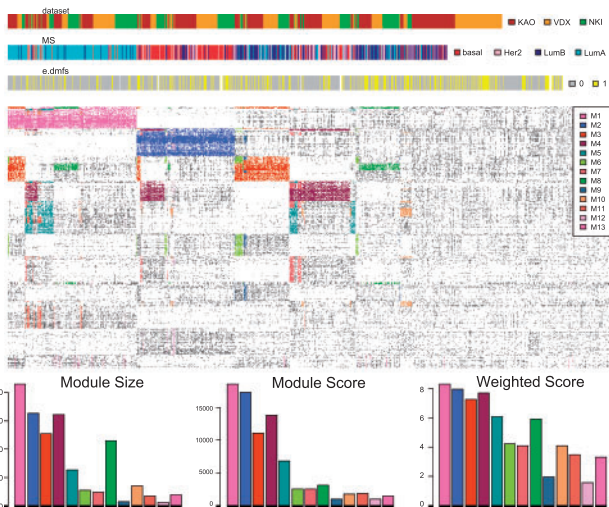 dataset
KAO VDX NKI
MS
basal Her2 LumB LumA
e.dmfs
0 1
M1
M2
M3
M4
M5
M6
M7
M8
M9
M10
M11
M12
M13
Module Size Module Score Weighted Score
8
15000
6
10000
4
5000
2
0 0 0